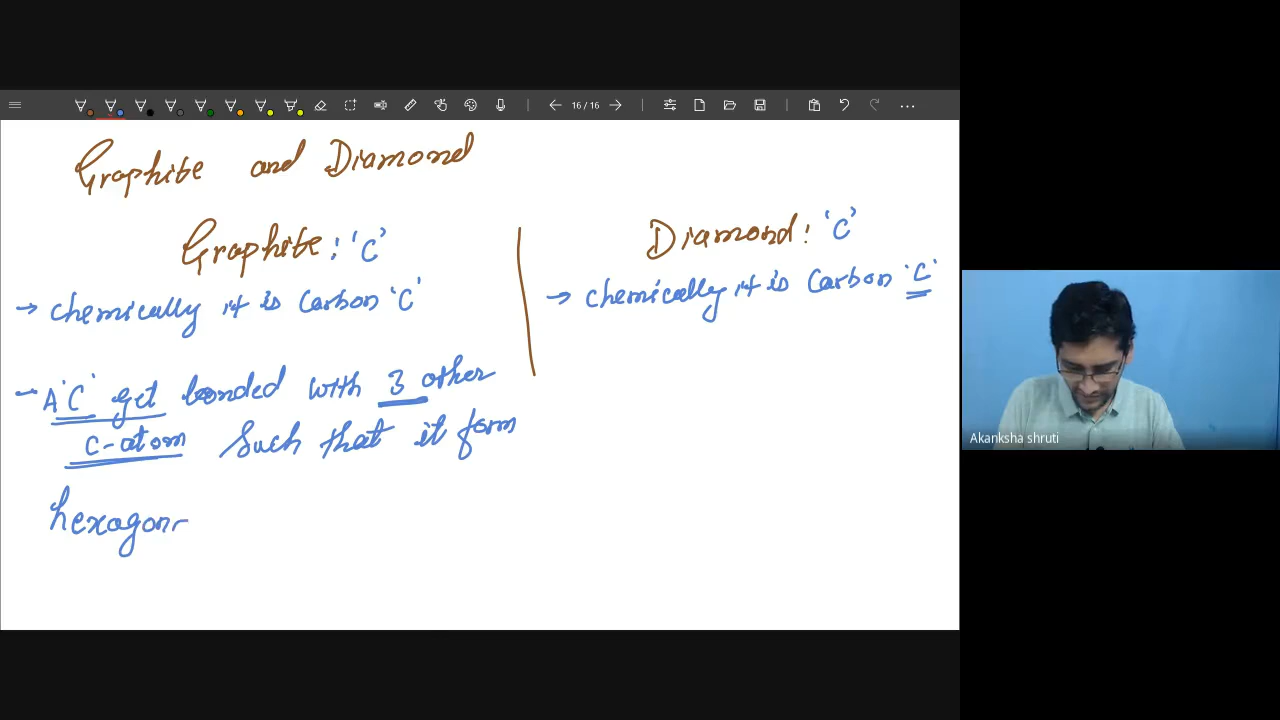 16/16
Graphite and Diamond
Graphite: 'C'
→ chemically it is Carbon 'C'
A 'C' get bonded with 3 other
C-atom such that it form
hexagon
Diamond: 'C'
→ chemically it is Carbon 'C'
Akanksha shruti